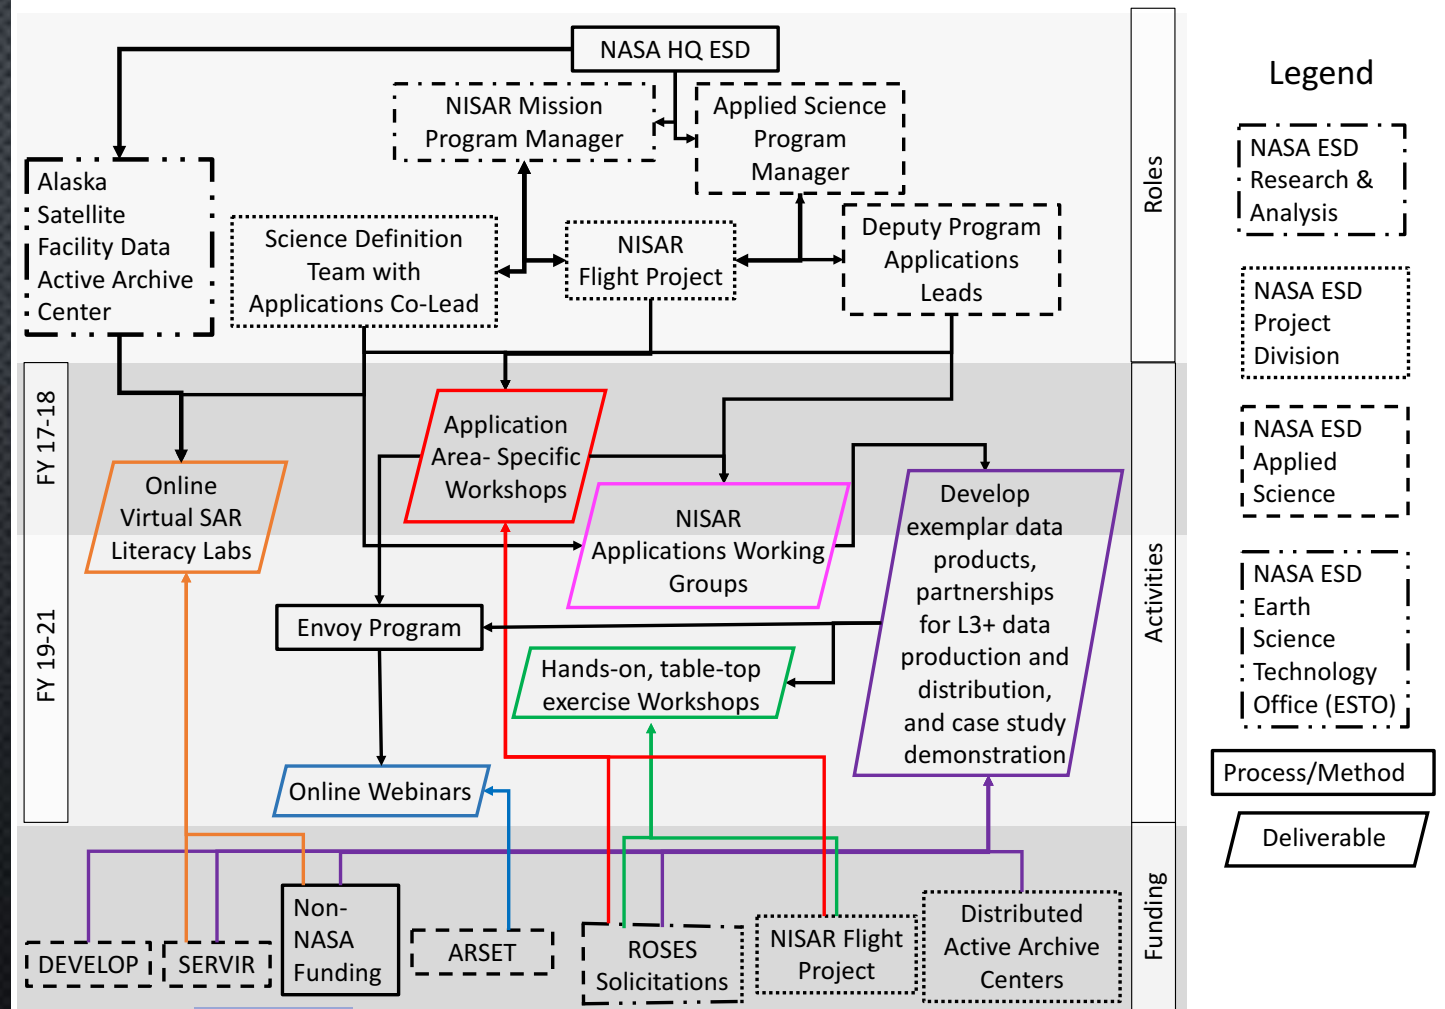 NASA HQ ESD
NISAR Mission
Program Manager
Applied Science
Program
Manager
Alaska
Satellite
Facility Data
Active Archive
Center
Science Definition
Team with
Applications Co-Lead
NISAR
Flight Project
Deputy Program
Applications
Leads
Roles
FY 17-18
FY 19-21
Application
Area- Specific
Workshops
Online
Virtual SAR
Literacy Labs
NISAR
Applications Working
Groups
Develop
exemplar data
products,
partnerships
for L3+ data
production and
distribution,
and case study
demonstration
Envoy Program
Hands-on, table-top
exercise Workshops
Online Webinars
Activities
DEVELOP
SERVIR
Non-
NASA
Funding
ARSET
ROSES
Solicitations
NISAR Flight
Project
Distributed
Active Archive
Centers
Funding
Legend
NASA ESD
Research &
Analysis
NASA ESD
Project
Division
NASA ESD
Applied
Science
NASA ESD
Earth
Science
Technology
Office (ESTO)
Process/Method
Deliverable